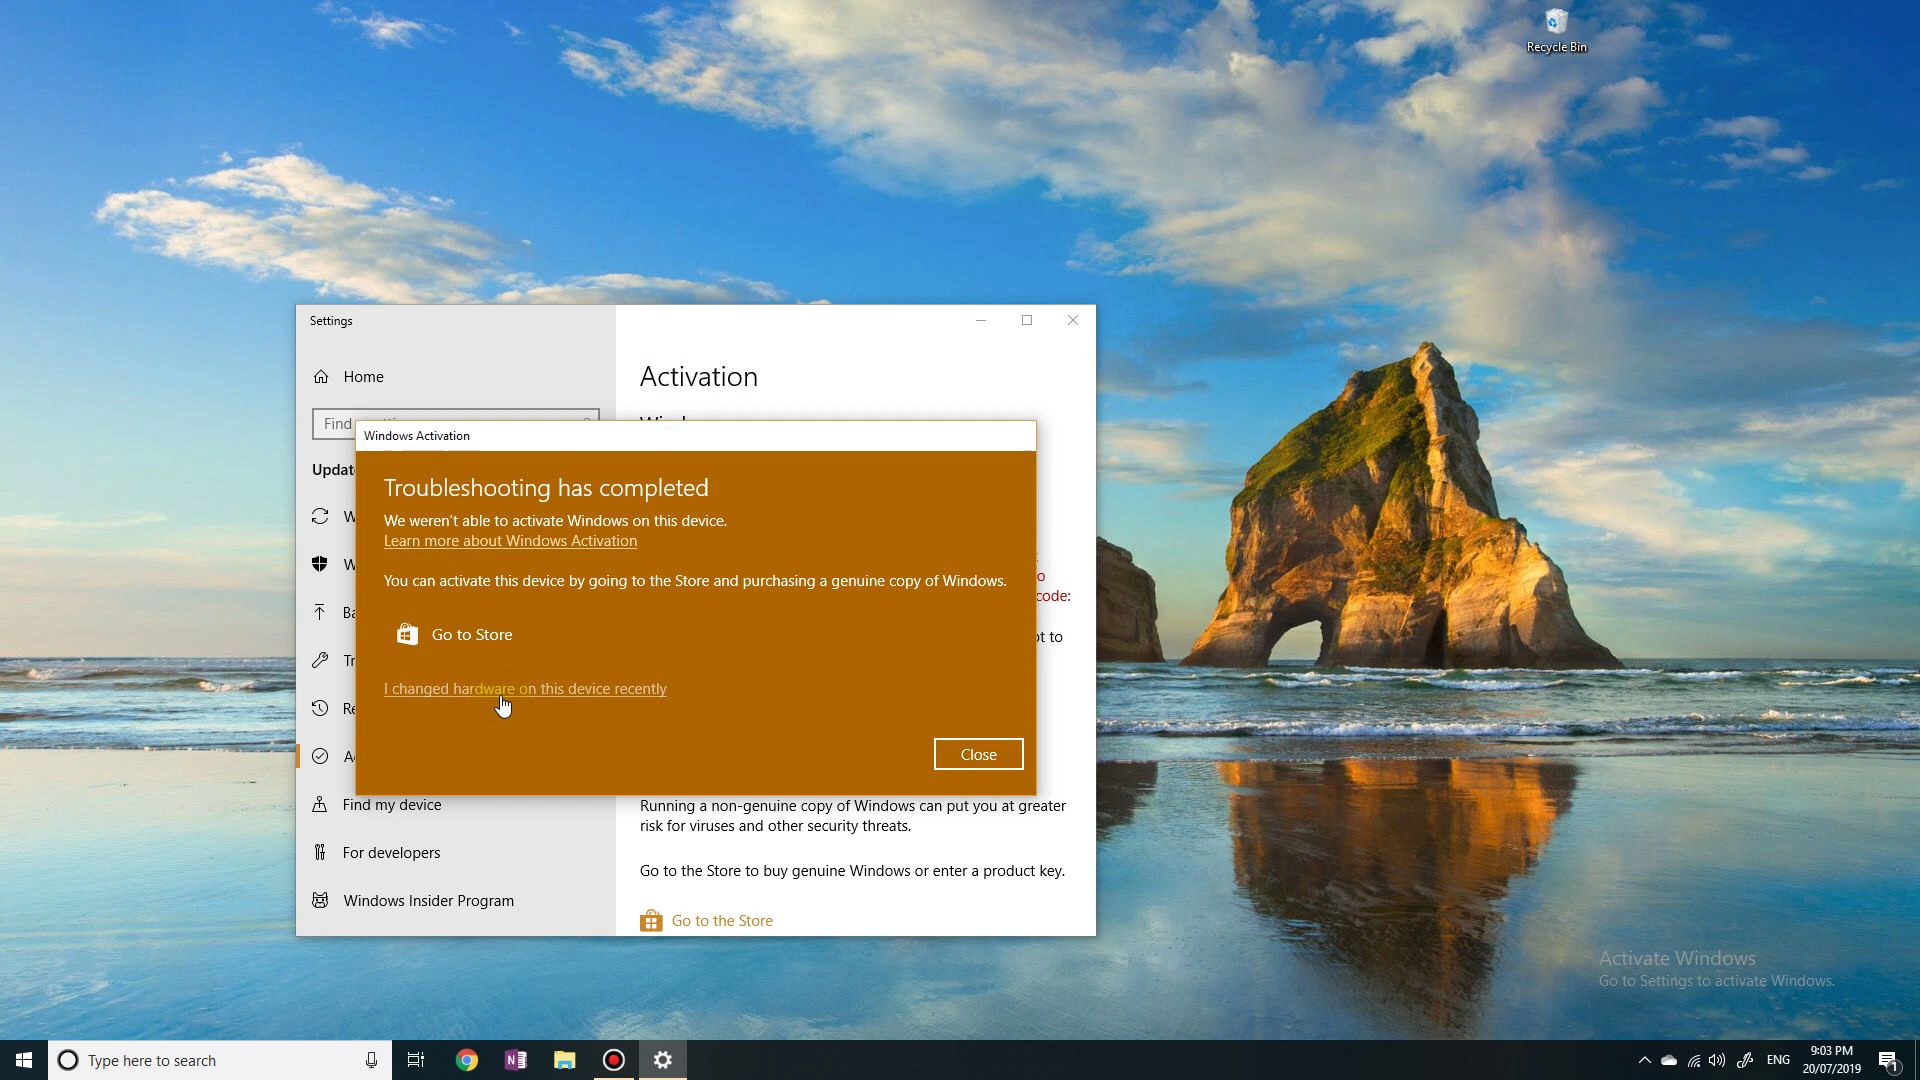 Recycle Bin
Settings
Home
Activation
Find
Windows Activation
Updat
Troubleshooting has completed
We weren't able to activate Windows on this device.
Learn more about Windows Activation
You can activate this device by going to the Store and purchasing a genuine copy of Windows.
code:
Go to Store
to
I changed hardware on this device recently
Close
Find my device
Running a non-genuine copy of Windows can put you at greater
risk for viruses and other security threats.
For developers
Go to the Store to buy genuine Windows or enter a product key.
Windows Insider Program
Go to the Store
Activate Windows
Go to Settings to activate Windows.
Type here to search
ENG
9:03 PM
20/07/2019
1